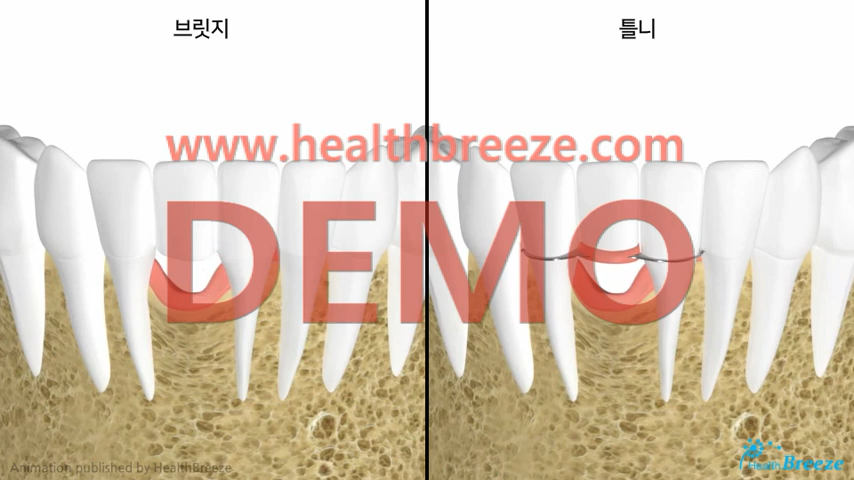 브릿지
틀니
www.healthbreeze.com
DEMO
Animation published by HealthBreeze
Health Breeze